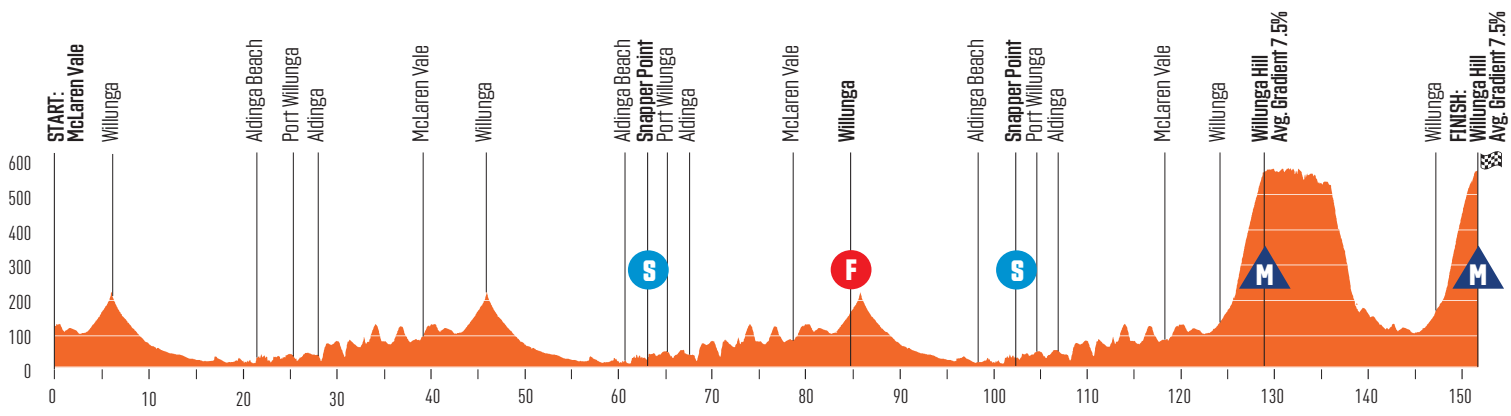 START:
McLaren Vale
Willunga
Aldinga Beach
Port Willunga
Aldinga
McLaren Vale
Willunga
Aldinga Beach
Snapper Point
Port Willunga
Aldinga
McLaren Vale
Willunga
Aldinga Beach
Snapper Point
Port Willunga
Aldinga
McLaren Vale
Willunga
Willunga Hill
Avg. Gradient 7.5%
Willunga
FINISH:
Willunga Hill
Avg. Gradient 7.5%
600
500
400
300
200
100
0
S
F
S
M
M
0 10 20 30 40 50 60 70 80 90 100 110 120 130 140 150